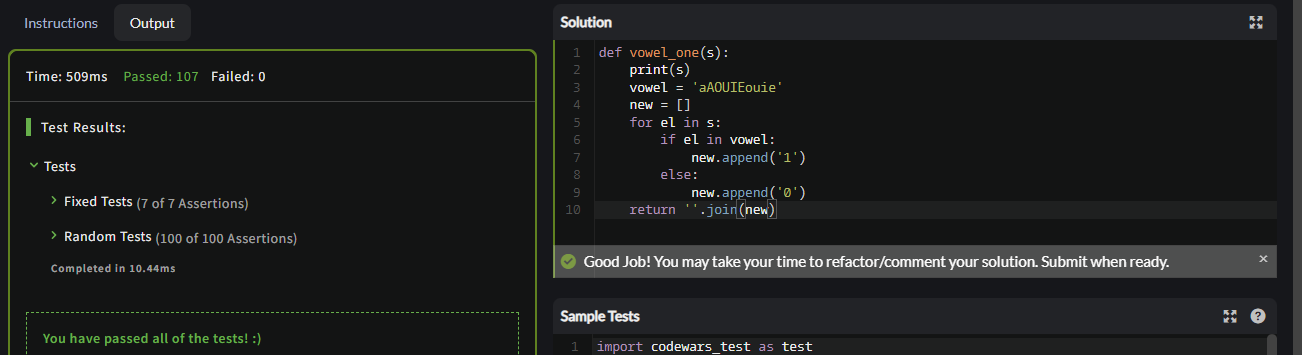 Instructions Output
Time: 509ms Passed: 107 Failed: 0
Test Results:
Tests
Fixed Tests (7 of 7 Assertions)
Random Tests (100 of 100 Assertions)
Completed in 10.44ms
You have passed all of the tests! :)
Solution
1 def vowel_one(s):
2     print(s)
3     vowel = 'aAOUIEouie'
4     new = []
5     for el in s:
6         if el in vowel:
7             new.append('1')
8         else:
9             new.append('0')
10     return ''.join(new)
Good Job! You may take your time to refactor/comment your solution. Submit when ready.
Sample Tests
1 import codewars_test as test